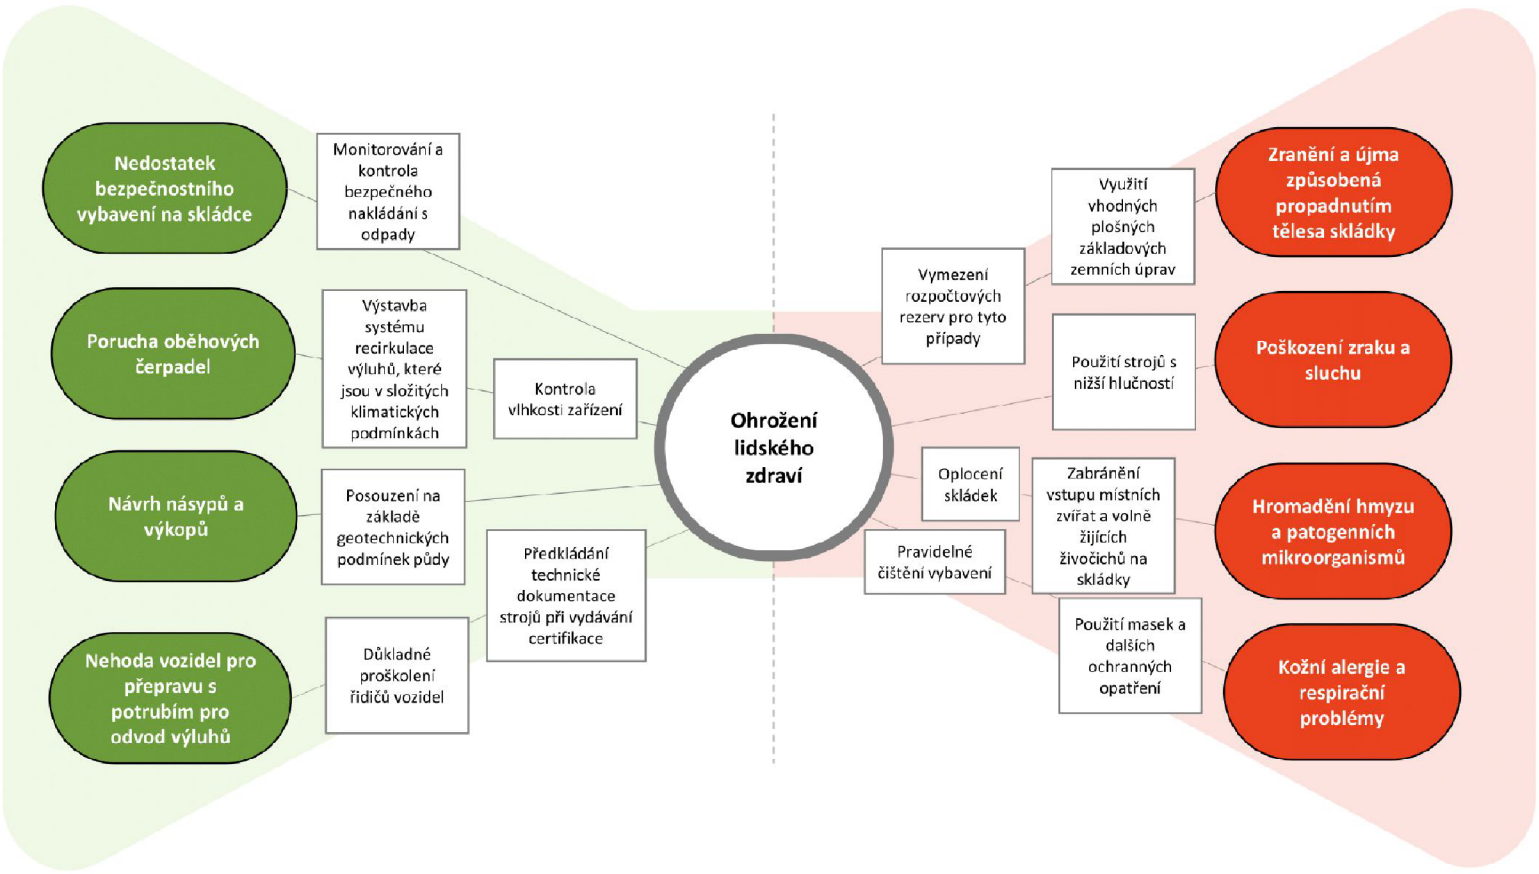 Nedostatek
bezpečnostního
vybavení na skládce
Monitorování a
kontrola
bezpečného
nakládání s
odpady
Porucha oběhových
čerpadel
Výstavba
systému
recirkulace
výluhů, které
jsou v složitých
klimatických
podmínkách
Kontrola
vlhkosti zařízení
Návrh násypů a
výkopů
Posouzení na
základě
geotechnických
podmínek půdy
Nehoda vozidel pro
přepravu s
potrubím pro
odvod výluhů
Důkladné
proškolení
řidičů vozidel
Předkládání
technické
dokumentace
strojů při vydávání
certifikace
Ohrožení
lidského
zdraví
Vymezení
rozpočtových
rezerv pro tyto
případy
Využití
vhodných
plošných
základových
zemních úprav
Zranění a újma
způsobená
propadnutím
tělesa skládky
Použití strojů s
nižší hlučností
Poškození zraku a
sluchu
Oplocení
skládek
Zabránění
vstupu místních
zvířat a volně
žijících
živočichů na
skládky
Hromadění hmyzu
a patogenních
mikroorganismů
Pravidelné
čištění vybavení
Použití masek a
dalších
ochranných
opatření
Kožní alergie a
respirační
problémy